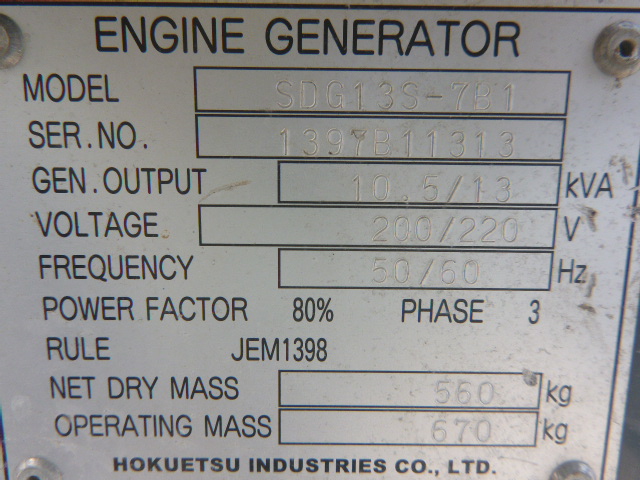 ENGINE GENERATOR
MODEL SDG13S-7B1
SER.NO. 1397B11313
GEN.OUTPUT 10.5/13 kVA
VOLTAGE 200/220 V
FREQUENCY 50/60 Hz
POWER FACTOR 80% PHASE 3
RULE JEM1398
NET DRY MASS 560 kg
OPERATING MASS 670 kg
HOKUETSU INDUSTRIES CO., LTD.